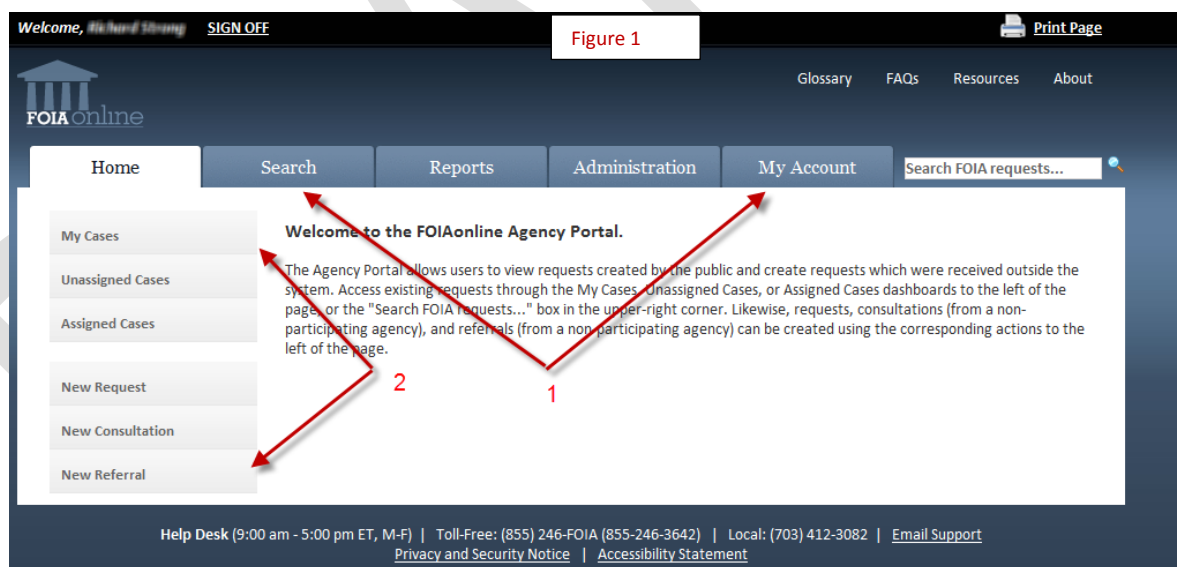 Welcome, SIGN OFF
Figure 1
Print Page
Glossary FAQs Resources About
FOIAonline
Home Search Reports Administration My Account Search FOIA requests...
My Cases
Unassigned Cases
Assigned Cases
New Request
New Consultation
New Referral
Welcome to the FOIAonline Agency Portal.
The Agency Portal allows users to view requests created by the public and create requests which were received outside the
system. Access existing requests through the My Cases, Unassigned Cases, or Assigned Cases dashboards to the left of the
page, or the "Search FOIA requests..." box in the upper-right corner. Likewise, requests, consultations (from a non-
participating agency), and referrals (from a non-participating agency) can be created using the corresponding actions to the
left of the page.
2
1
Help Desk (9:00 am - 5:00 pm ET, M-F) | Toll-Free: (855) 246-FOIA (855-246-3642) | Local: (703) 412-3082 | Email Support
Privacy and Security Notice | Accessibility Statement